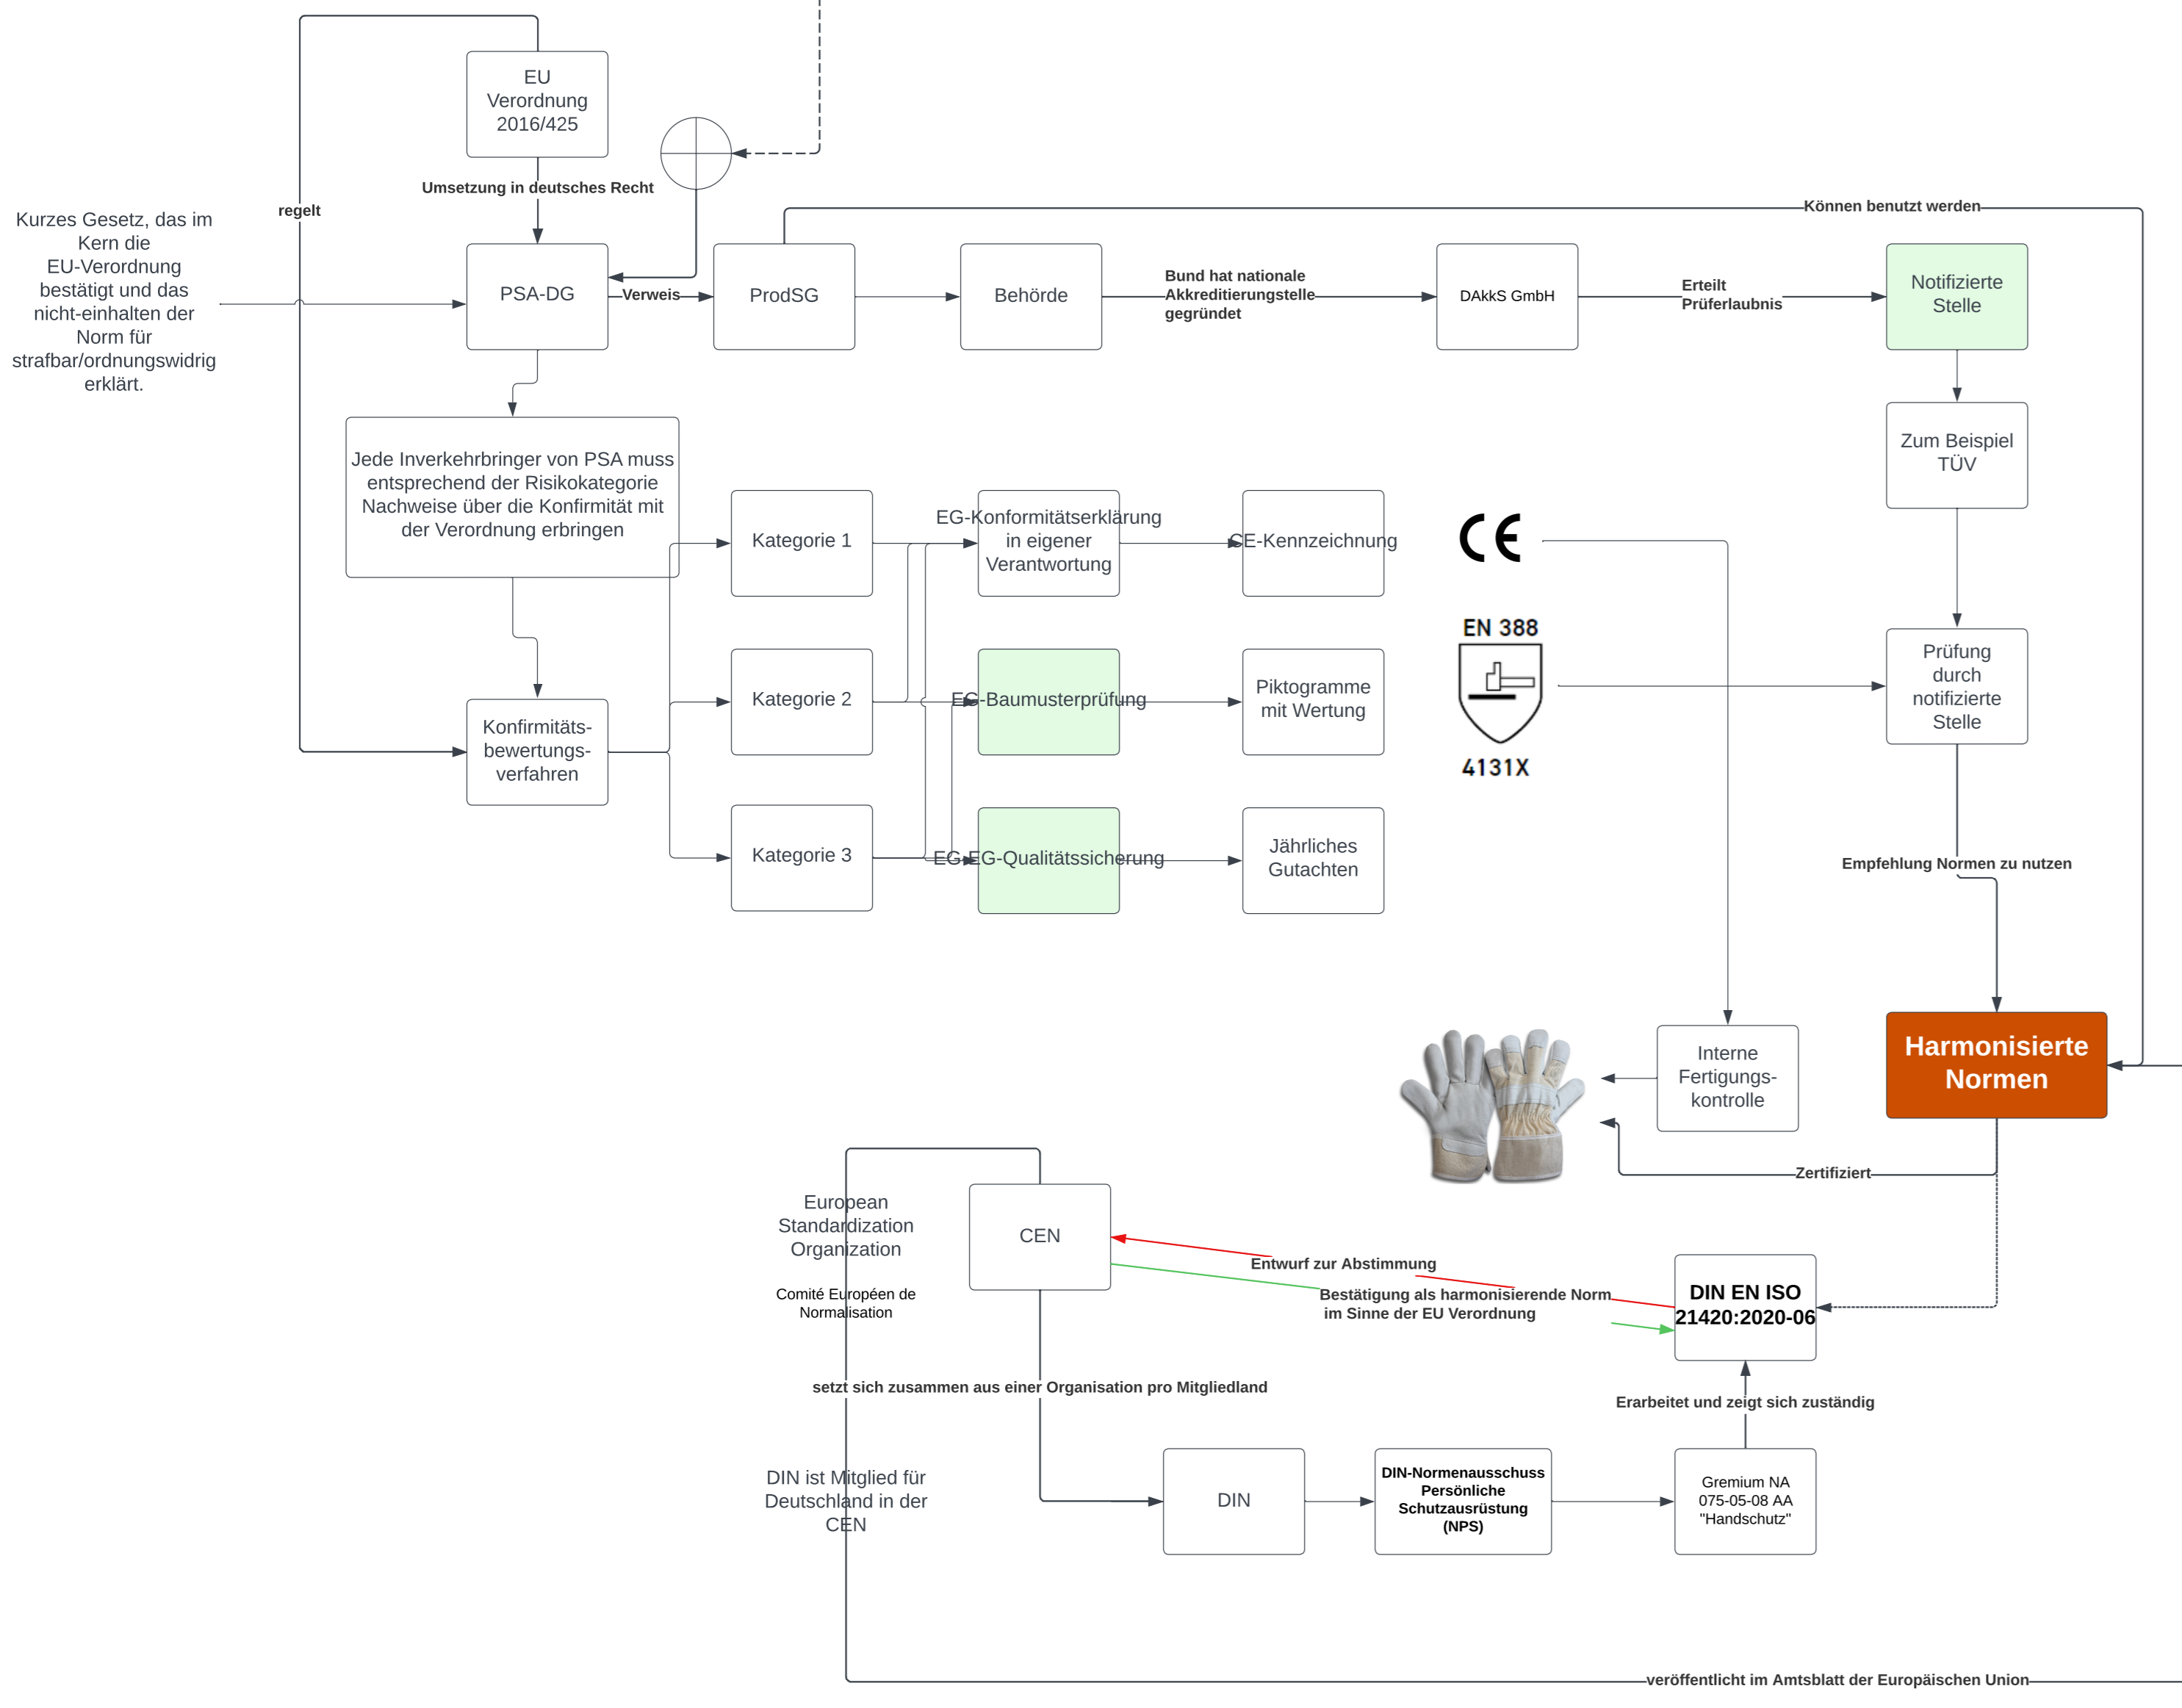 EU
Verordnung
2016/425
Umsetzung in deutsches Recht
regelt
Können benutzt werden
Kurzes Gesetz, das im
Kern die
EU-Verordnung
bestätigt und das
nicht-einhalten der
Norm für
strafbar/ordnungswidrig
erklärt.
PSA-DG
Verweis
ProdSG
Behörde
Bund hat nationale
Akkreditierungstelle
gegründet
DAkkS GmbH
Erteilt
Prüferlaubnis
Notifizierte
Stelle
Zum Beispiel
TÜV
Jede Inverkehrbringer von PSA muss
entsprechend der Risikokategorie
Nachweise über die Konfirmität mit
der Verordnung erbringen
Kategorie 1
EG-Konformitätserklärung
in eigener
Verantwortung
CE-Kennzeichnung
CE
EN 388
4131X
Prüfung
durch
notifizierte
Stelle
Kategorie 2
EG-Baumusterprüfung
Piktogramme
mit Wertung
Konfirmitäts-
bewertungs-
verfahren
Kategorie 3
EG-EG-Qualitätssicherung
Jährliches
Gutachten
Empfehlung Normen zu nutzen
Harmonisierte
Normen
Interne
Fertigungs-
kontrolle
Zertifiziert
European
Standardization
Organization
Comité Européen de
Normalisation
CEN
Entwurf zur Abstimmung
Bestätigung als harmonisierende Norm
im Sinne der EU Verordnung
DIN EN ISO
21420:2020-06
setzt sich zusammen aus einer Organisation pro Mitgliedland
Erarbeitet und zeigt sich zuständig
DIN ist Mitglied für
Deutschland in der
CEN
DIN
DIN-Normenausschuss
Persönliche
Schutzausrüstung
(NPS)
Gremium NA
075-05-08 AA
"Handschutz"
veröffentlicht im Amtsblatt der Europäischen Union